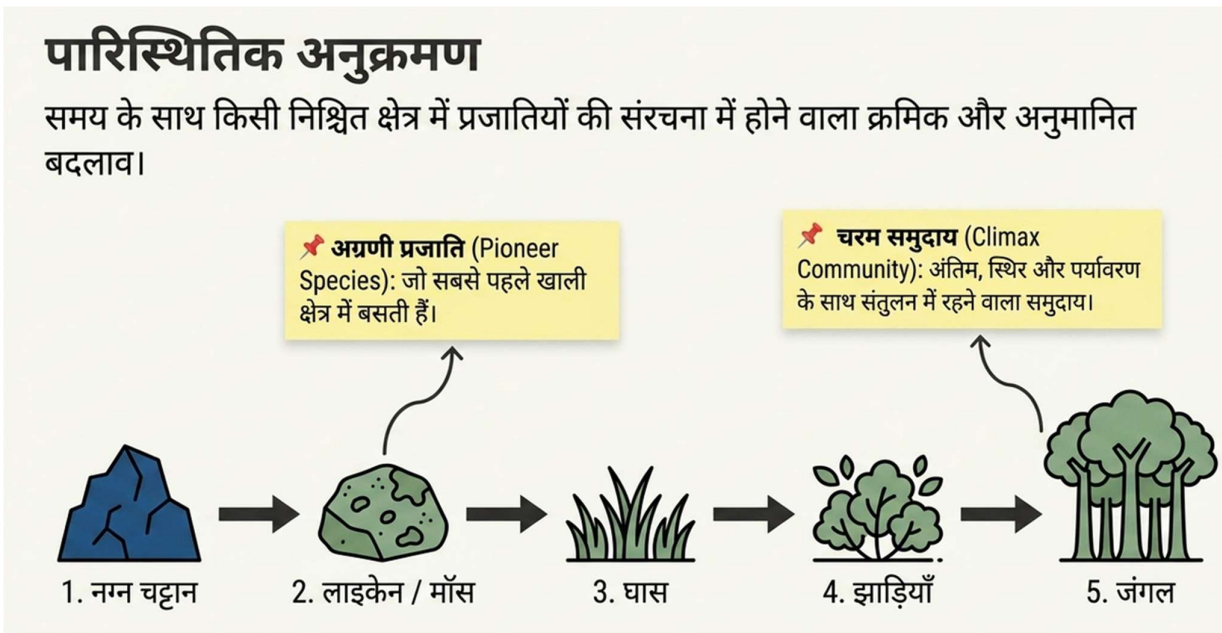 पारिस्थितिक अनुक्रमण
समय के साथ किसी निश्चित क्षेत्र में प्रजातियों की संरचना में होने वाला क्रमिक और अनुमानित
बदलाव।
📌 अग्रणी प्रजाति (Pioneer
Species): जो सबसे पहले खाली
क्षेत्र में बसती हैं।
📌 चरम समुदाय (Climax
Community): अंतिम, स्थिर और पर्यावरण
के साथ संतुलन में रहने वाला समुदाय।
1. नग्न चट्टान
2. लाइकेन / मॉस
3. घास
4. झाड़ियाँ
5. जंगल